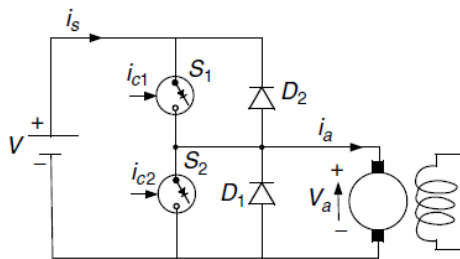 i_s
i_c1 S_1
D_2
i_a
+
V
−
i_c2 S_2
D_1
+
V_a
−